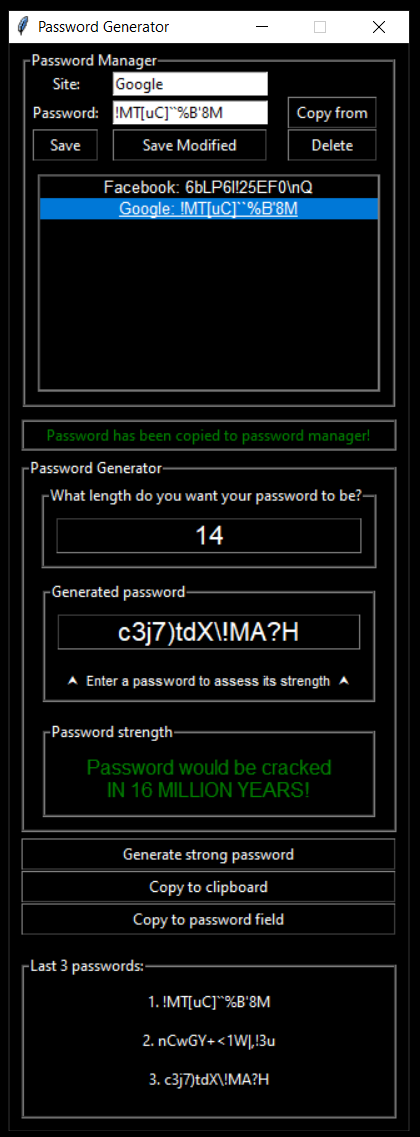 Password Generator
Password Manager
Site: Google
Password: !MT[uC]``%B'8M Copy from
Save Save Modified Delete
Facebook: 6bLP6l!25EF0\nQ
Google: !MT[uC]``%B'8M
Password has been copied to password manager!
Password Generator
What length do you want your password to be?
14
Generated password
c3j7)tdX\!MA?H
Enter a password to assess its strength
Password strength
Password would be cracked
IN 16 MILLION YEARS!
Generate strong password
Copy to clipboard
Copy to password field
Last 3 passwords:
1. !MT[uC]``%B'8M
2. nCwGY+<1W|,!3u
3. c3j7)tdX\!MA?H